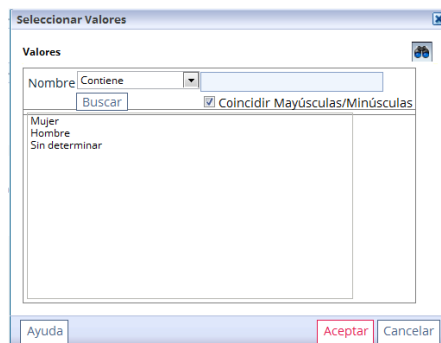 Seleccionar Valores
Valores
Nombre Contiene
Buscar Coincidir Mayúsculas/Minúsculas
Mujer
Hombre
Sin determinar
Ayuda Aceptar Cancelar